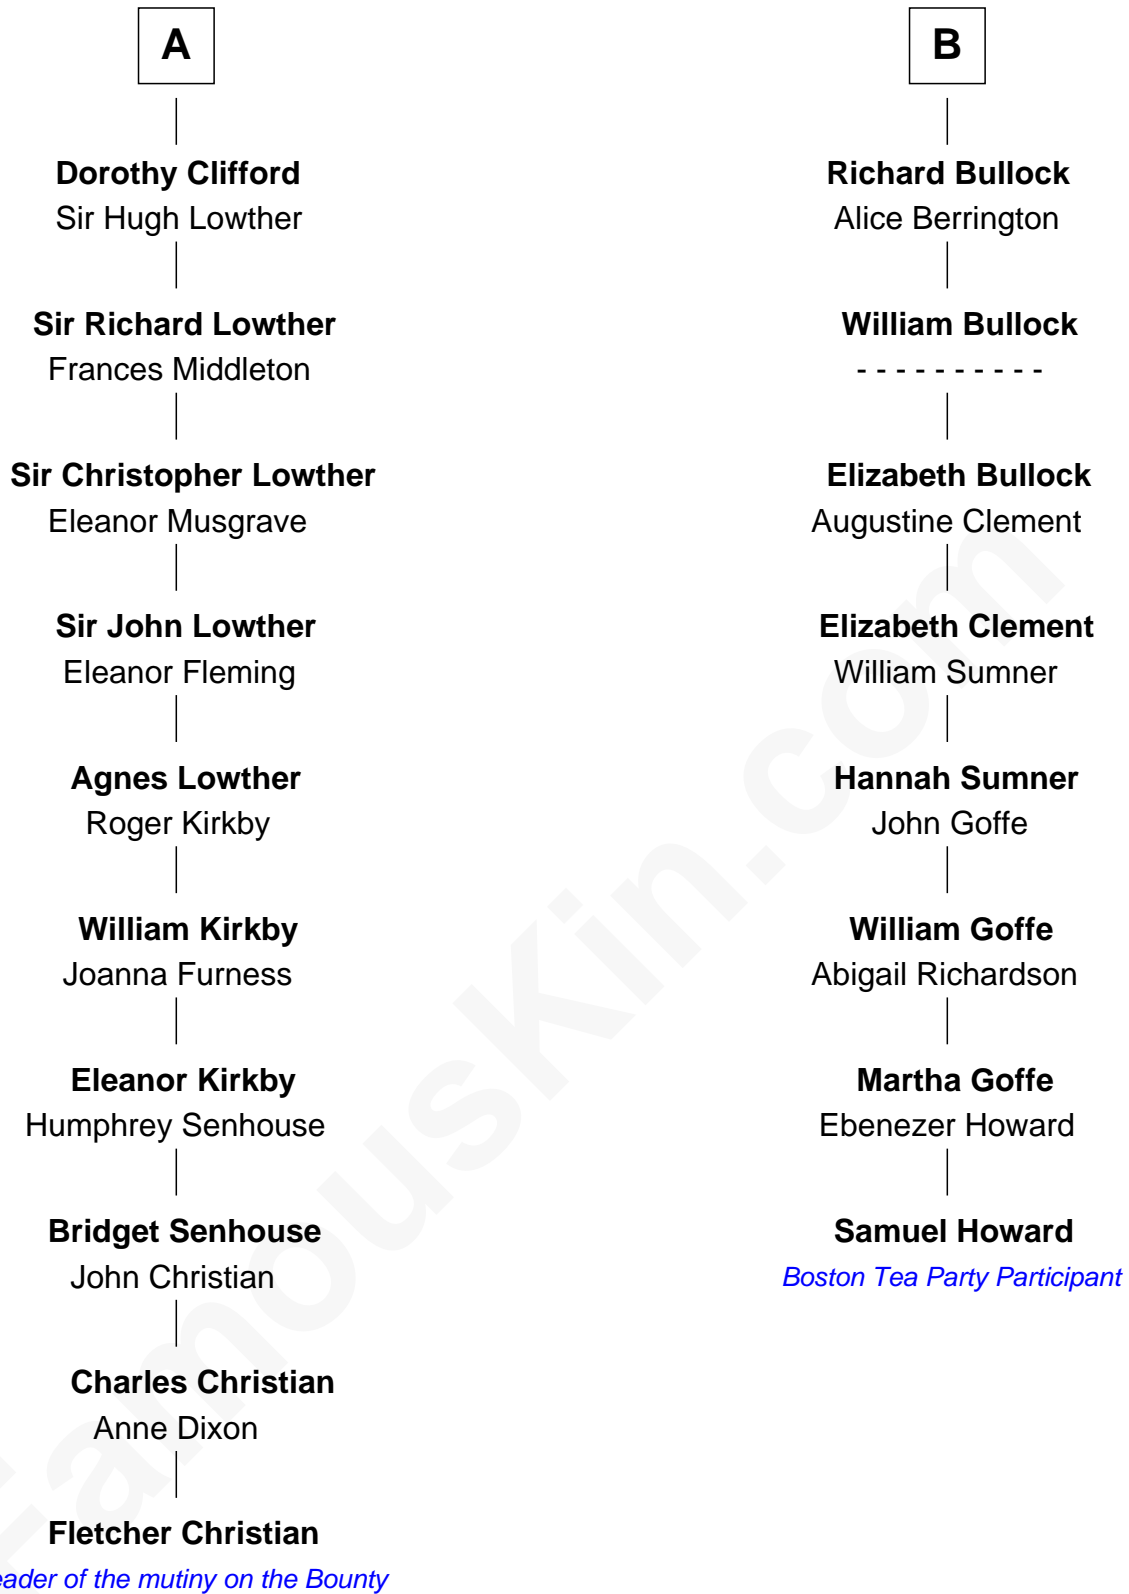 A
Dorothy Clifford
Sir Hugh Lowther
Sir Richard Lowther
Frances Middleton
Sir Christopher Lowther
Eleanor Musgrave
Sir John Lowther
Eleanor Fleming
Agnes Lowther
Roger Kirkby
William Kirkby
Joanna Furness
Eleanor Kirkby
Humphrey Senhouse
Bridget Senhouse
John Christian
Charles Christian
Anne Dixon
Fletcher Christian
eader of the mutiny on the Bounty
B
Richard Bullock
Alice Berrington
William Bullock
- - - - - - - - - -
Elizabeth Bullock
Augustine Clement
Elizabeth Clement
William Sumner
Hannah Sumner
John Goffe
William Goffe
Abigail Richardson
Martha Goffe
Ebenezer Howard
Samuel Howard
Boston Tea Party Participant
FamousKin.com